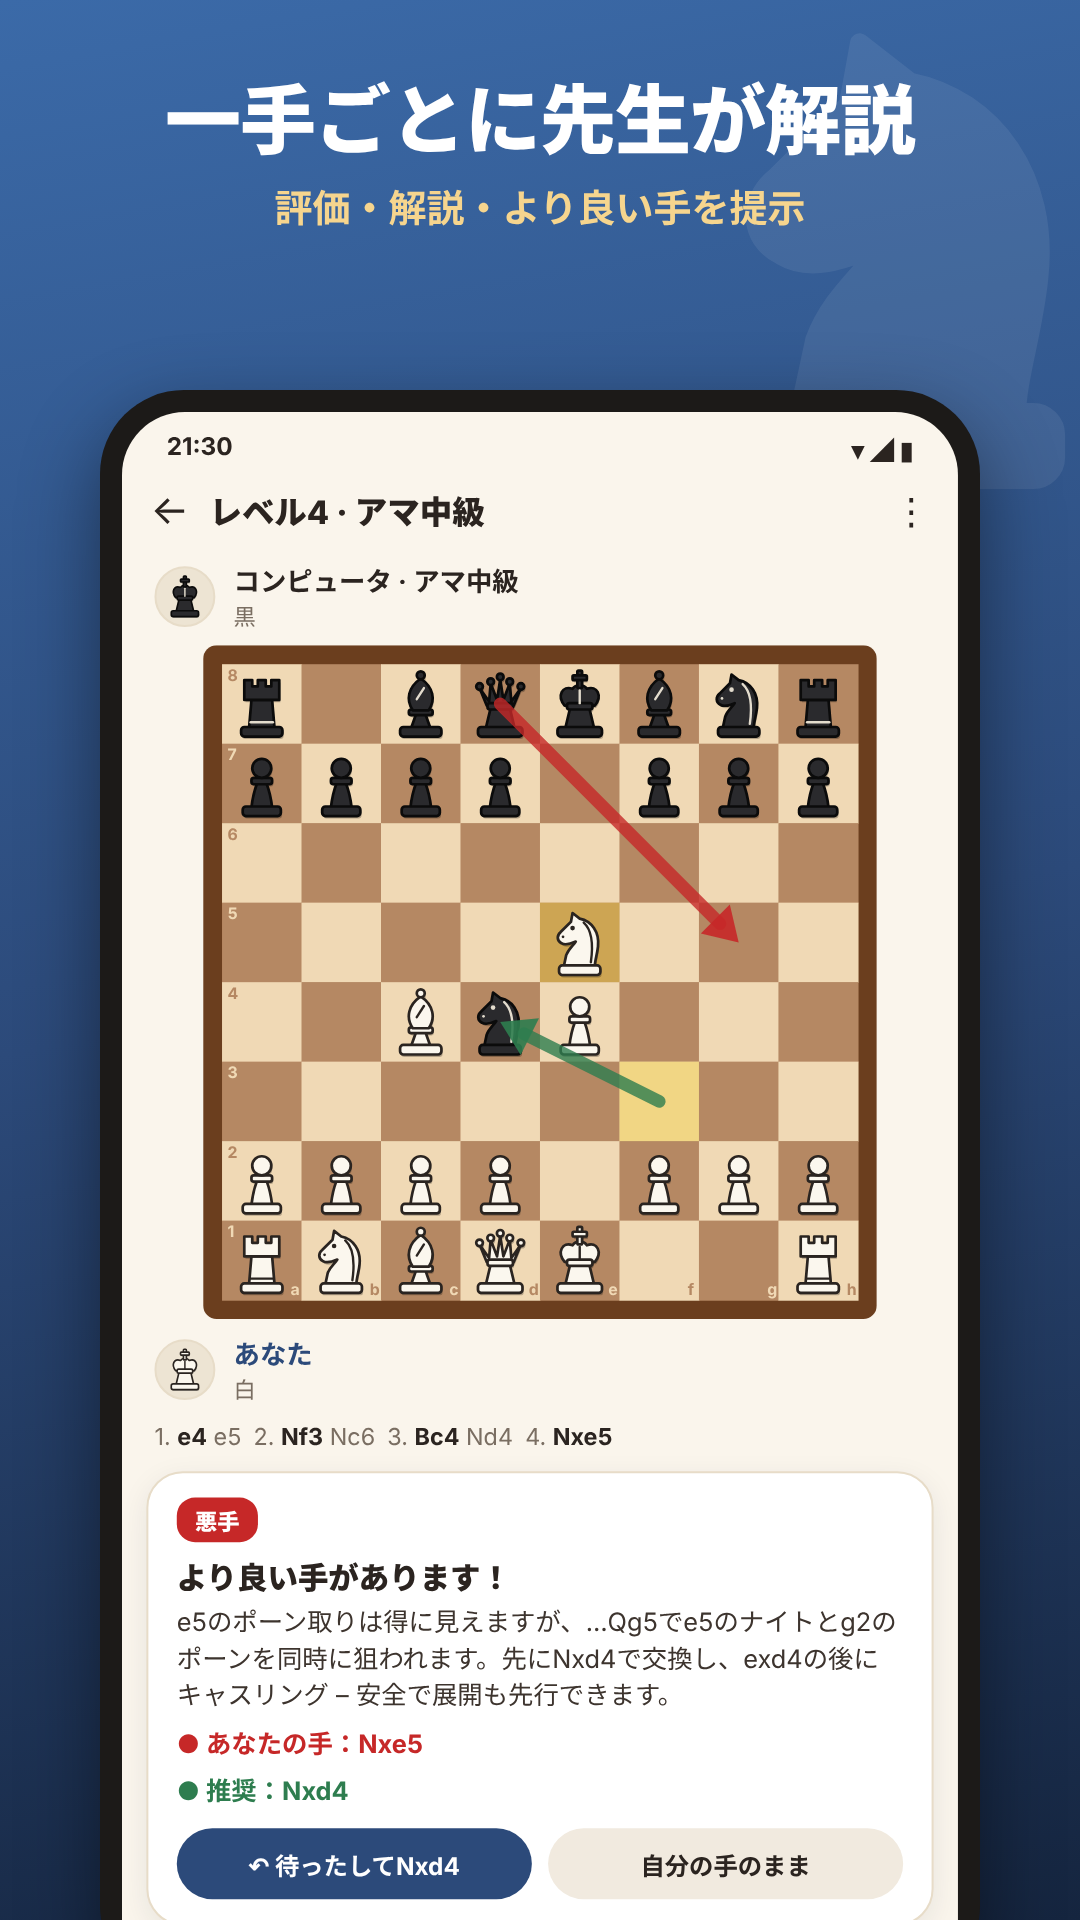 一手ごとに先生が解説
評価・解説・より良い手を提示
21:30
レベル4 · アマ中級
コンピュータ · アマ中級
黒
8
7
6
5
4
3
2
1
a b c d e f g h
あなた
白
1. e4 e5 2. Nf3 Nc6 3. Bc4 Nd4 4. Nxe5
悪手
より良い手があります！
e5のポーン取りは得に見えますが、…Qg5でe5のナイトとg2の
ポーンを同時に狙われます。先にNxd4で交換し、exd4の後に
キャスリング – 安全で展開も先行できます。
あなたの手：Nxe5
推奨：Nxd4
↶ 待ったしてNxd4
自分の手のまま